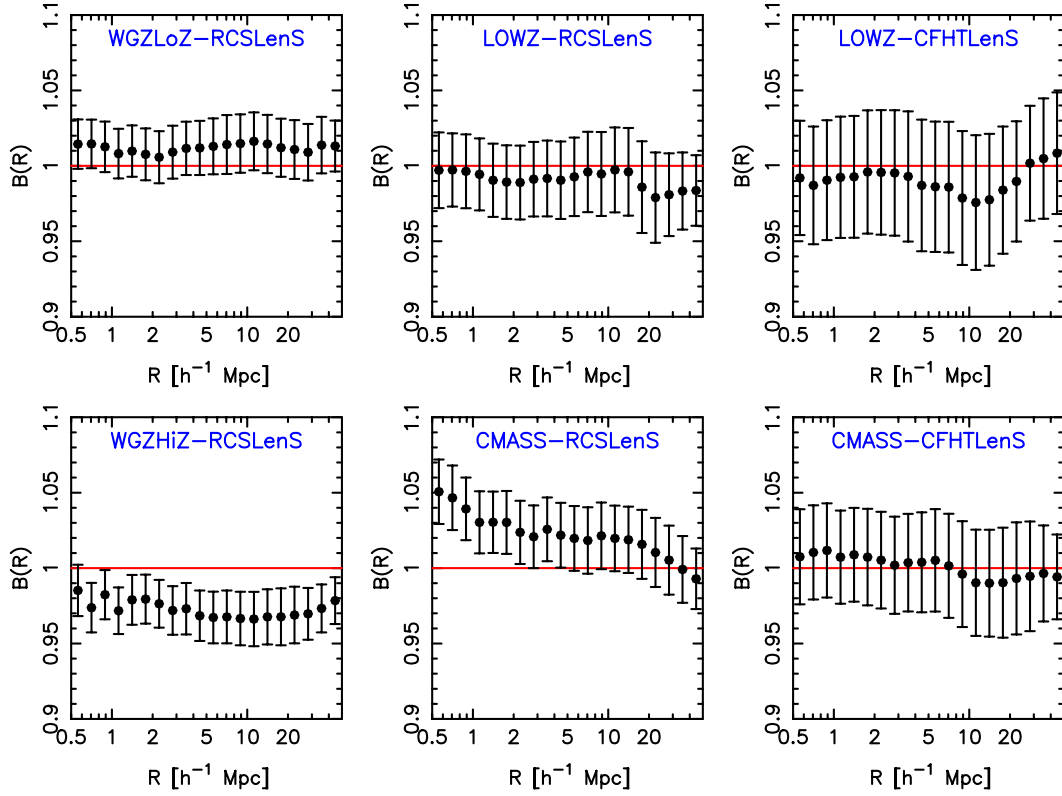 WGZLoZ−RCSLenS
B(R)
0.9 0.95 1 1.05 1.1
0.5 1 2 5 10 20
R [h⁻¹ Mpc]
LOWZ−RCSLenS
B(R)
0.9 0.95 1 1.05 1.1
0.5 1 2 5 10 20
R [h⁻¹ Mpc]
LOWZ−CFHTLenS
B(R)
0.9 0.95 1 1.05 1.1
0.5 1 2 5 10 20
R [h⁻¹ Mpc]
WGZHiZ−RCSLenS
B(R)
0.9 0.95 1 1.05 1.1
0.5 1 2 5 10 20
R [h⁻¹ Mpc]
CMASS−RCSLenS
B(R)
0.9 0.95 1 1.05 1.1
0.5 1 2 5 10 20
R [h⁻¹ Mpc]
CMASS−CFHTLenS
B(R)
0.9 0.95 1 1.05 1.1
0.5 1 2 5 10 20
R [h⁻¹ Mpc]